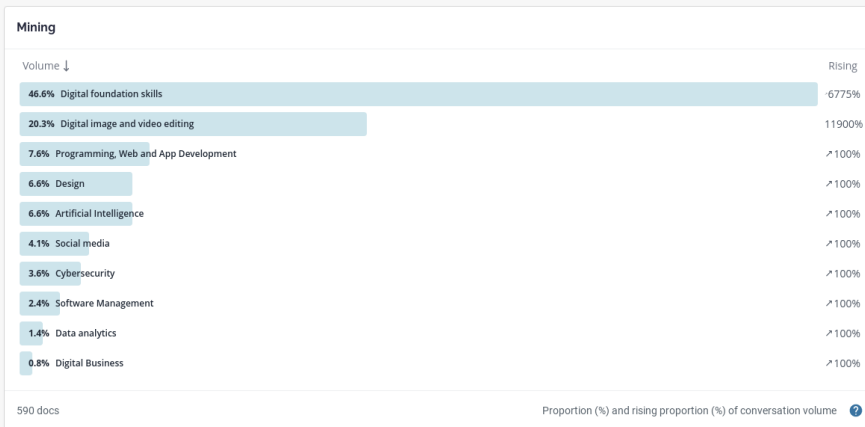 Mining
Volume ↓ Rising
46.6% Digital foundation skills 6775%
20.3% Digital image and video editing 11900%
7.6% Programming, Web and App Development ↗100%
6.6% Design ↗100%
6.6% Artificial Intelligence ↗100%
4.1% Social media ↗100%
3.6% Cybersecurity ↗100%
2.4% Software Management ↗100%
1.4% Data analytics ↗100%
0.8% Digital Business ↗100%
590 docs Proportion (%) and rising proportion (%) of conversation volume ?